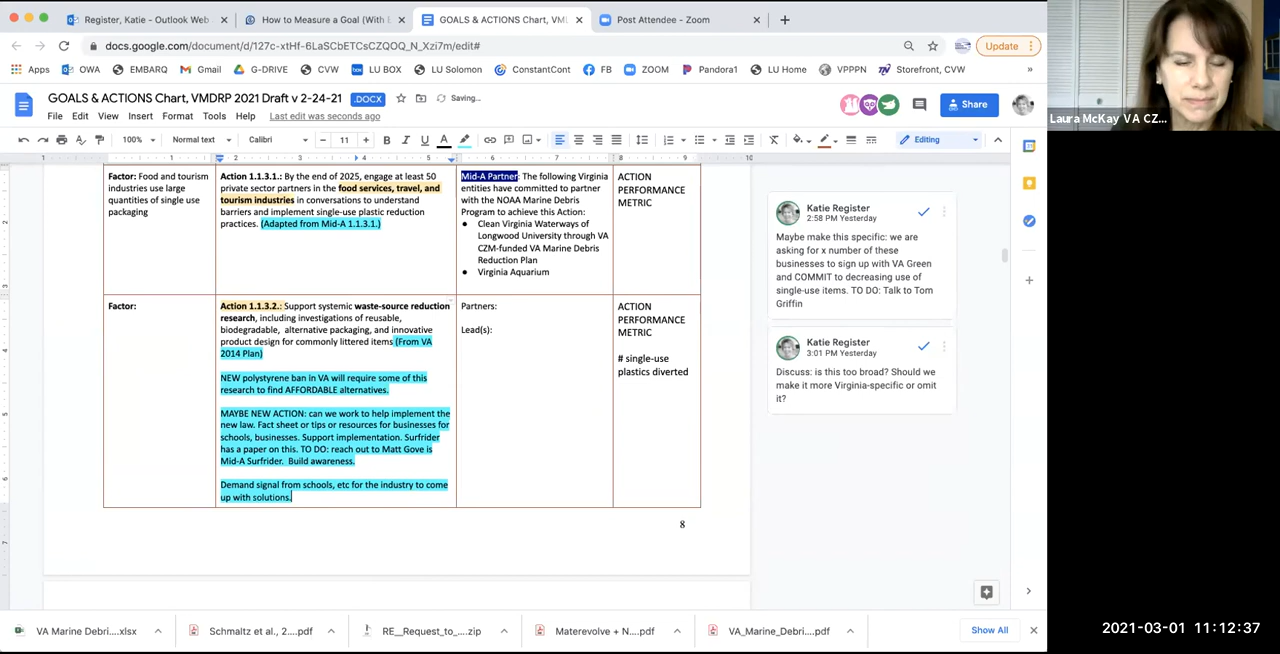 Register, Katie - Outlook Web
How to Measure a Goal (With E
GOALS & ACTIONS Chart, VML
Post Attendee - Zoom
docs.google.com/document/d/127c-xtHf-6LaSCbETCsCZQOQ_N_Xzi7m/edit#
Update
Apps
OWA
EMBARQ
Gmail
G-DRIVE
CVW
LU BOX
LU Solomons
ConstantCont
FB
ZOOM
Pandora1
LU Home
VPPPN
Storefront, CVW
»
GOALS & ACTIONS Chart, VMDRP 2021 Draft v 2-24-21
.DOCX
Saving...
File Edit View Insert Format Tools Help
Last edit was seconds ago
Share
100%
Normal text
Calibri
11
B I U A
Editing
Factor: Food and tourism
industries use large
quantities of single use
packaging
Action 1.1.3.1.: By the end of 2025, engage at least 50
private sector partners in the food services, travel, and
tourism industries in conversations to understand
barriers and implement single-use plastic reduction
practices. (Adapted from Mid-A 1.1.3.1.)
Mid-A Partner: The following Virginia
entities have committed to partner
with the NOAA Marine Debris
Program to achieve this Action:
● Clean Virginia Waterways of
Longwood University through VA
CZM-funded VA Marine Debris
Reduction Plan
● Virginia Aquarium
ACTION
PERFORMANCE
METRIC
Factor:
Action 1.1.3.2.: Support systemic waste-source reduction
research, including investigations of reusable,
biodegradable, alternative packaging, and innovative
product design for commonly littered items (From VA
2014 Plan)
NEW polystyrene ban in VA will require some of this
research to find AFFORDABLE alternatives.
MAYBE NEW ACTION: can we work to help implement the
new law. Fact sheet or tips or resources for businesses for
schools, businesses. Support implementation. Surfrider
has a paper on this. TO DO: reach out to Matt Gove is
Mid-A Surfrider. Build awareness.
Demand signal from schools, etc for the industry to come
up with solutions.
Partners:
Lead(s):
ACTION
PERFORMANCE
METRIC
# single-use
plastics diverted
8
Katie Register
2:58 PM Yesterday
Maybe make this specific: we are
asking for x number of these
businesses to sign up with VA Green
and COMMIT to decreasing use of
single-use items. TO DO: Talk to Tom
Griffin
Katie Register
3:01 PM Yesterday
Discuss: is this too broad? Should we
make it more Virginia-specific or omit
it?
VA Marine Debri....xlsx
Schmaltz et al., 2....pdf
RE__Request_to_....zip
Materevolve + N....pdf
VA_Marine_Debri....pdf
Show All
Laura McKay VA CZ...
2021-03-01 11:12:37